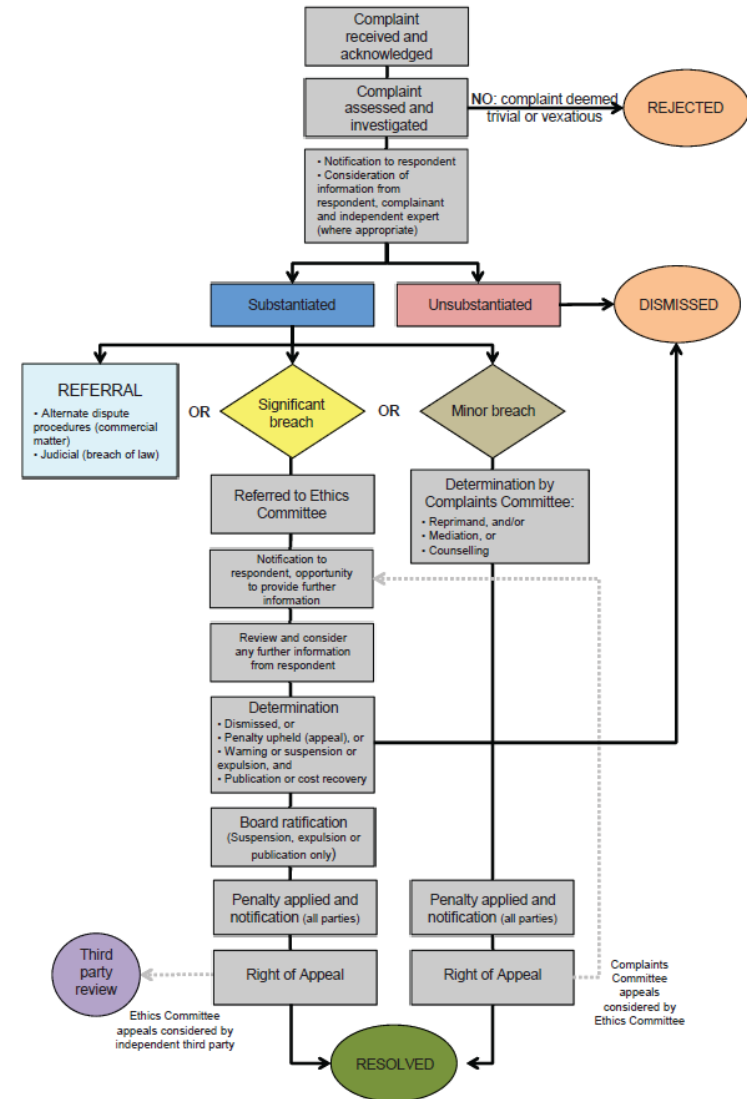 Complaint
received and
acknowledged
Complaint
assessed and
investigated
NO: complaint deemed
trivial or vexatious
REJECTED
• Notification to respondent
• Consideration of
information from
respondent, complainant
and independent expert
(where appropriate)
Substantiated
Unsubstantiated
DISMISSED
REFERRAL
• Alternate dispute
procedures (commercial
matter)
• Judicial (breach of law)
OR
Significant
breach
OR
Minor breach
Referred to Ethics
Committee
Determination by
Complaints Committee:
• Reprimand, and/or
• Mediation, or
• Counselling
Notification to
respondent, opportunity
to provide further
information
Review and consider
any further information
from respondent
Determination
• Dismissed, or
• Penalty upheld (appeal), or
• Warning or suspension or
expulsion, and
• Publication or cost recovery
Board ratification
(Suspension, expulsion or
publication only)
Penalty applied and
notification (all parties)
Penalty applied and
notification (all parties)
Third
party
review
Right of Appeal
Right of Appeal
Complaints
Committee
appeals
considered by
Ethics Committee
Ethics Committee
appeals considered by
independent third party
RESOLVED